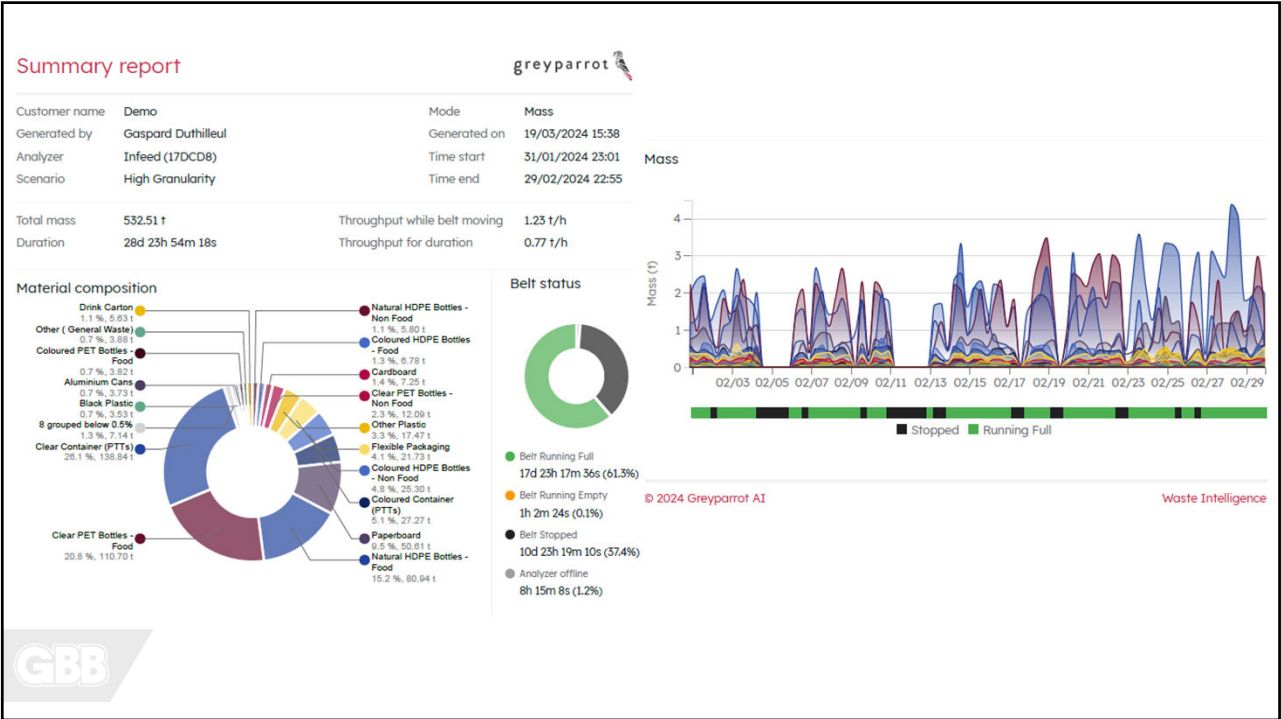 Summary report
greyparrot
Customer name Demo Mode Mass
Generated by Gaspard Duthilleul Generated on 19/03/2024 15:38
Analyzer Infeed (17DCD8) Time start 31/01/2024 23:01
Scenario High Granularity Time end 29/02/2024 22:55
Total mass 532.51 t Throughput while belt moving 1.23 t/h
Duration 28d 23h 54m 18s Throughput for duration 0.77 t/h
Material composition
Drink Carton
1.1 %, 5.63 t
Other ( General Waste)
0.7 %, 3.88 t
Coloured PET Bottles -
Food
0.7 %, 3.82 t
Aluminium Cans
0.7 %, 3.73 t
Black Plastic
0.7 %, 3.53 t
8 grouped below 0.5%
1.3 %, 7.14 t
Clear Container (PTTs)
26.1 %, 138.84 t
Clear PET Bottles -
Food
20.8 %, 110.70 t
Natural HDPE Bottles -
Non Food
1.1 %, 5.80 t
Coloured HDPE Bottles
- Food
1.3 %, 6.78 t
Cardboard
1.4 %, 7.25 t
Clear PET Bottles -
Non Food
2.3 %, 12.09 t
Other Plastic
3.3 %, 17.47 t
Flexible Packaging
4.1 %, 21.73 t
Coloured HDPE Bottles
- Non Food
4.8 %, 25.30 t
Coloured Container
(PTTs)
5.1 %, 27.27 t
Paperboard
9.5 %, 50.61 t
Natural HDPE Bottles -
Food
15.2 %, 80.94 t
Belt status
Belt Running Full
17d 23h 17m 36s (61.3%)
Belt Running Empty
1h 2m 24s (0.1%)
Belt Stopped
10d 23h 19m 10s (37.4%)
Analyzer offline
8h 15m 8s (1.2%)
Mass
Mass (t)
4
3
2
1
0
02/03 02/05 02/07 02/09 02/11 02/13 02/15 02/17 02/19 02/21 02/23 02/25 02/27 02/29
Stopped Running Full
© 2024 Greyparrot AI Waste Intelligence
GBB